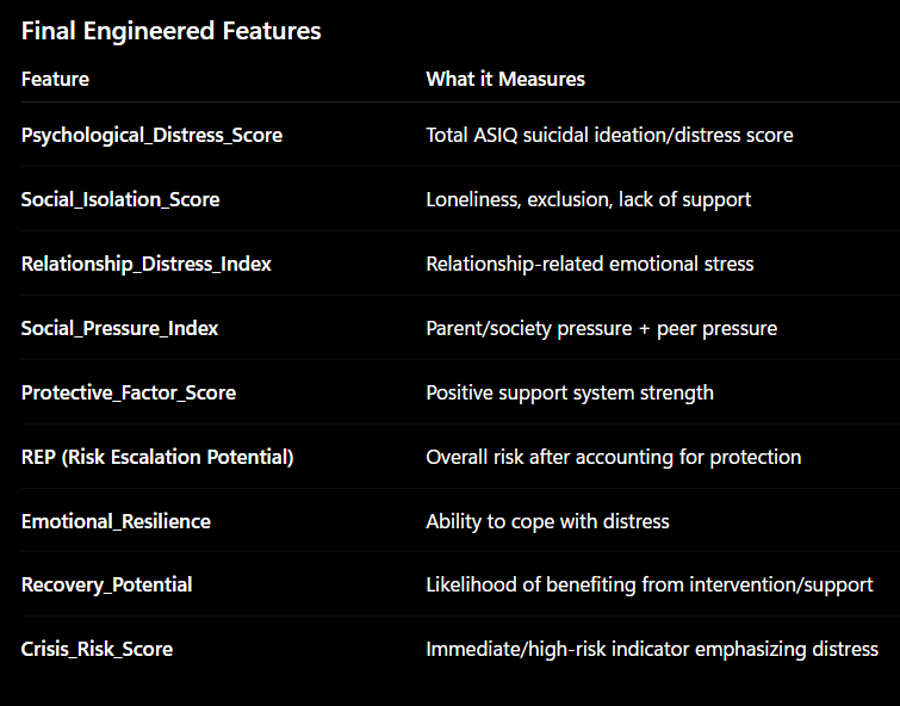 Final Engineered Features
Feature What it Measures
Psychological_Distress_Score Total ASIQ suicidal ideation/distress score
Social_Isolation_Score Loneliness, exclusion, lack of support
Relationship_Distress_Index Relationship-related emotional stress
Social_Pressure_Index Parent/society pressure + peer pressure
Protective_Factor_Score Positive support system strength
REP (Risk Escalation Potential) Overall risk after accounting for protection
Emotional_Resilience Ability to cope with distress
Recovery_Potential Likelihood of benefiting from intervention/support
Crisis_Risk_Score Immediate/high-risk indicator emphasizing distress